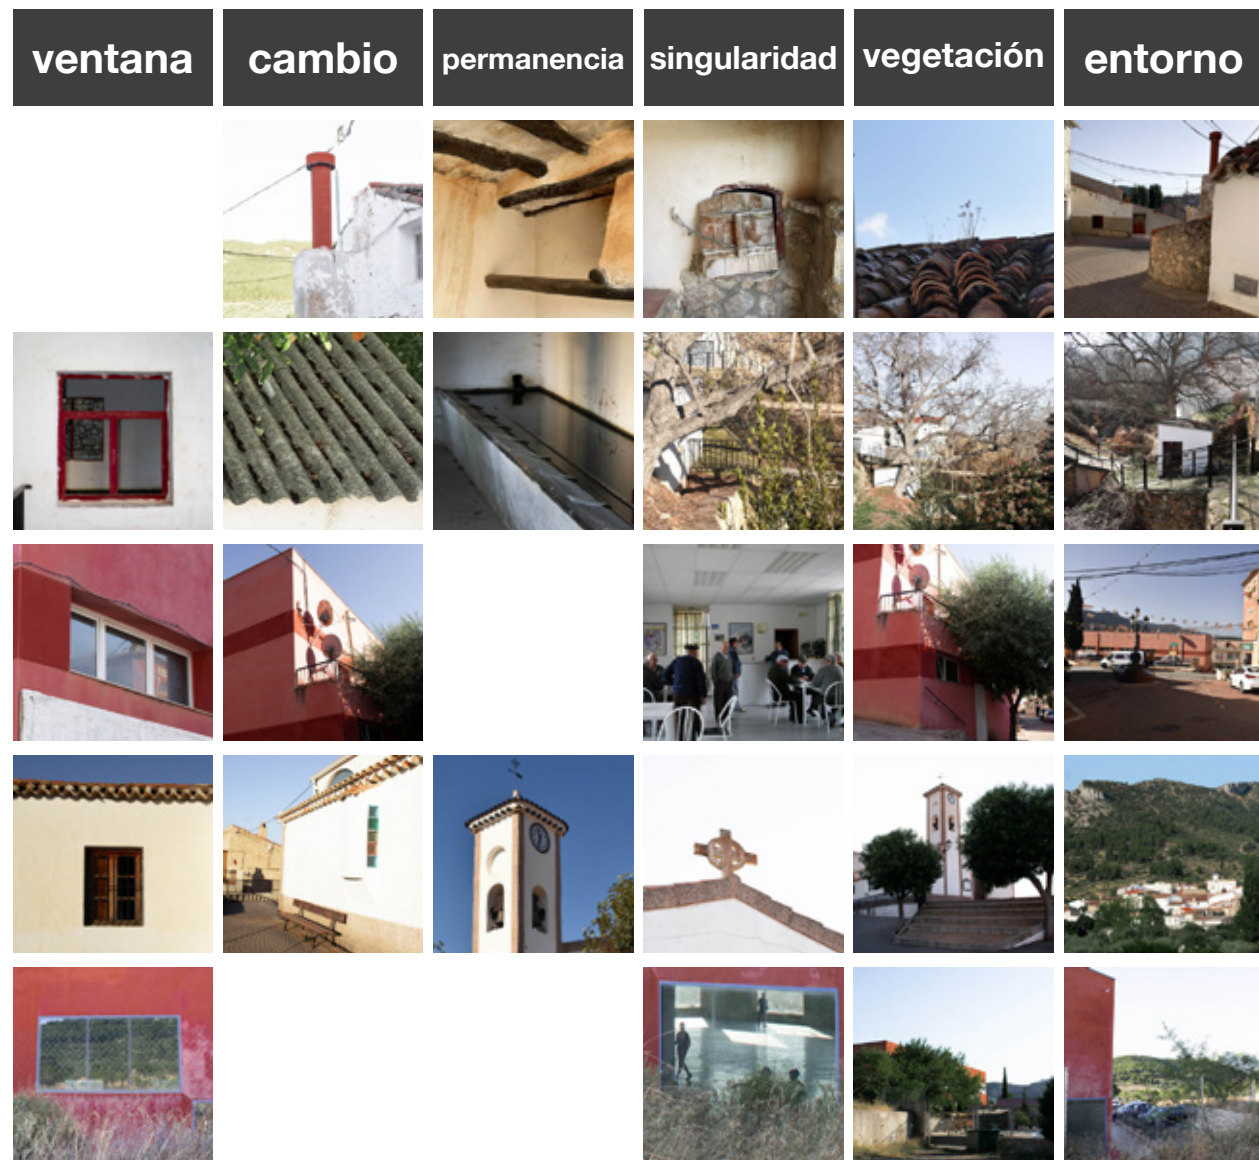 ventana
cambio
permanencia
singularidad
vegetación
entorno